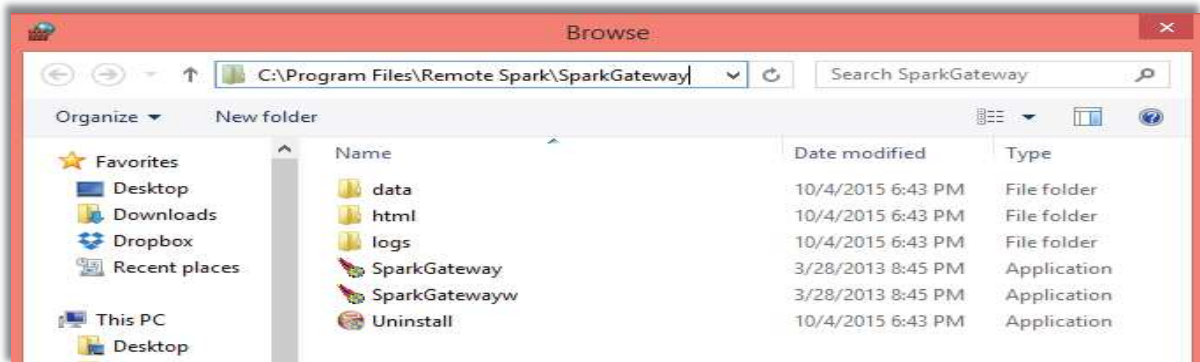 Browse
C:\Program Files\Remote Spark\SparkGateway
Search SparkGateway
Organize
New folder
Favorites
Desktop
Downloads
Dropbox
Recent places
This PC
Desktop
Name Date modified Type
data 10/4/2015 6:43 PM File folder
html 10/4/2015 6:43 PM File folder
logs 10/4/2015 6:43 PM File folder
SparkGateway 3/28/2013 8:45 PM Application
SparkGatewayw 3/28/2013 8:45 PM Application
Uninstall 10/4/2015 6:43 PM Application